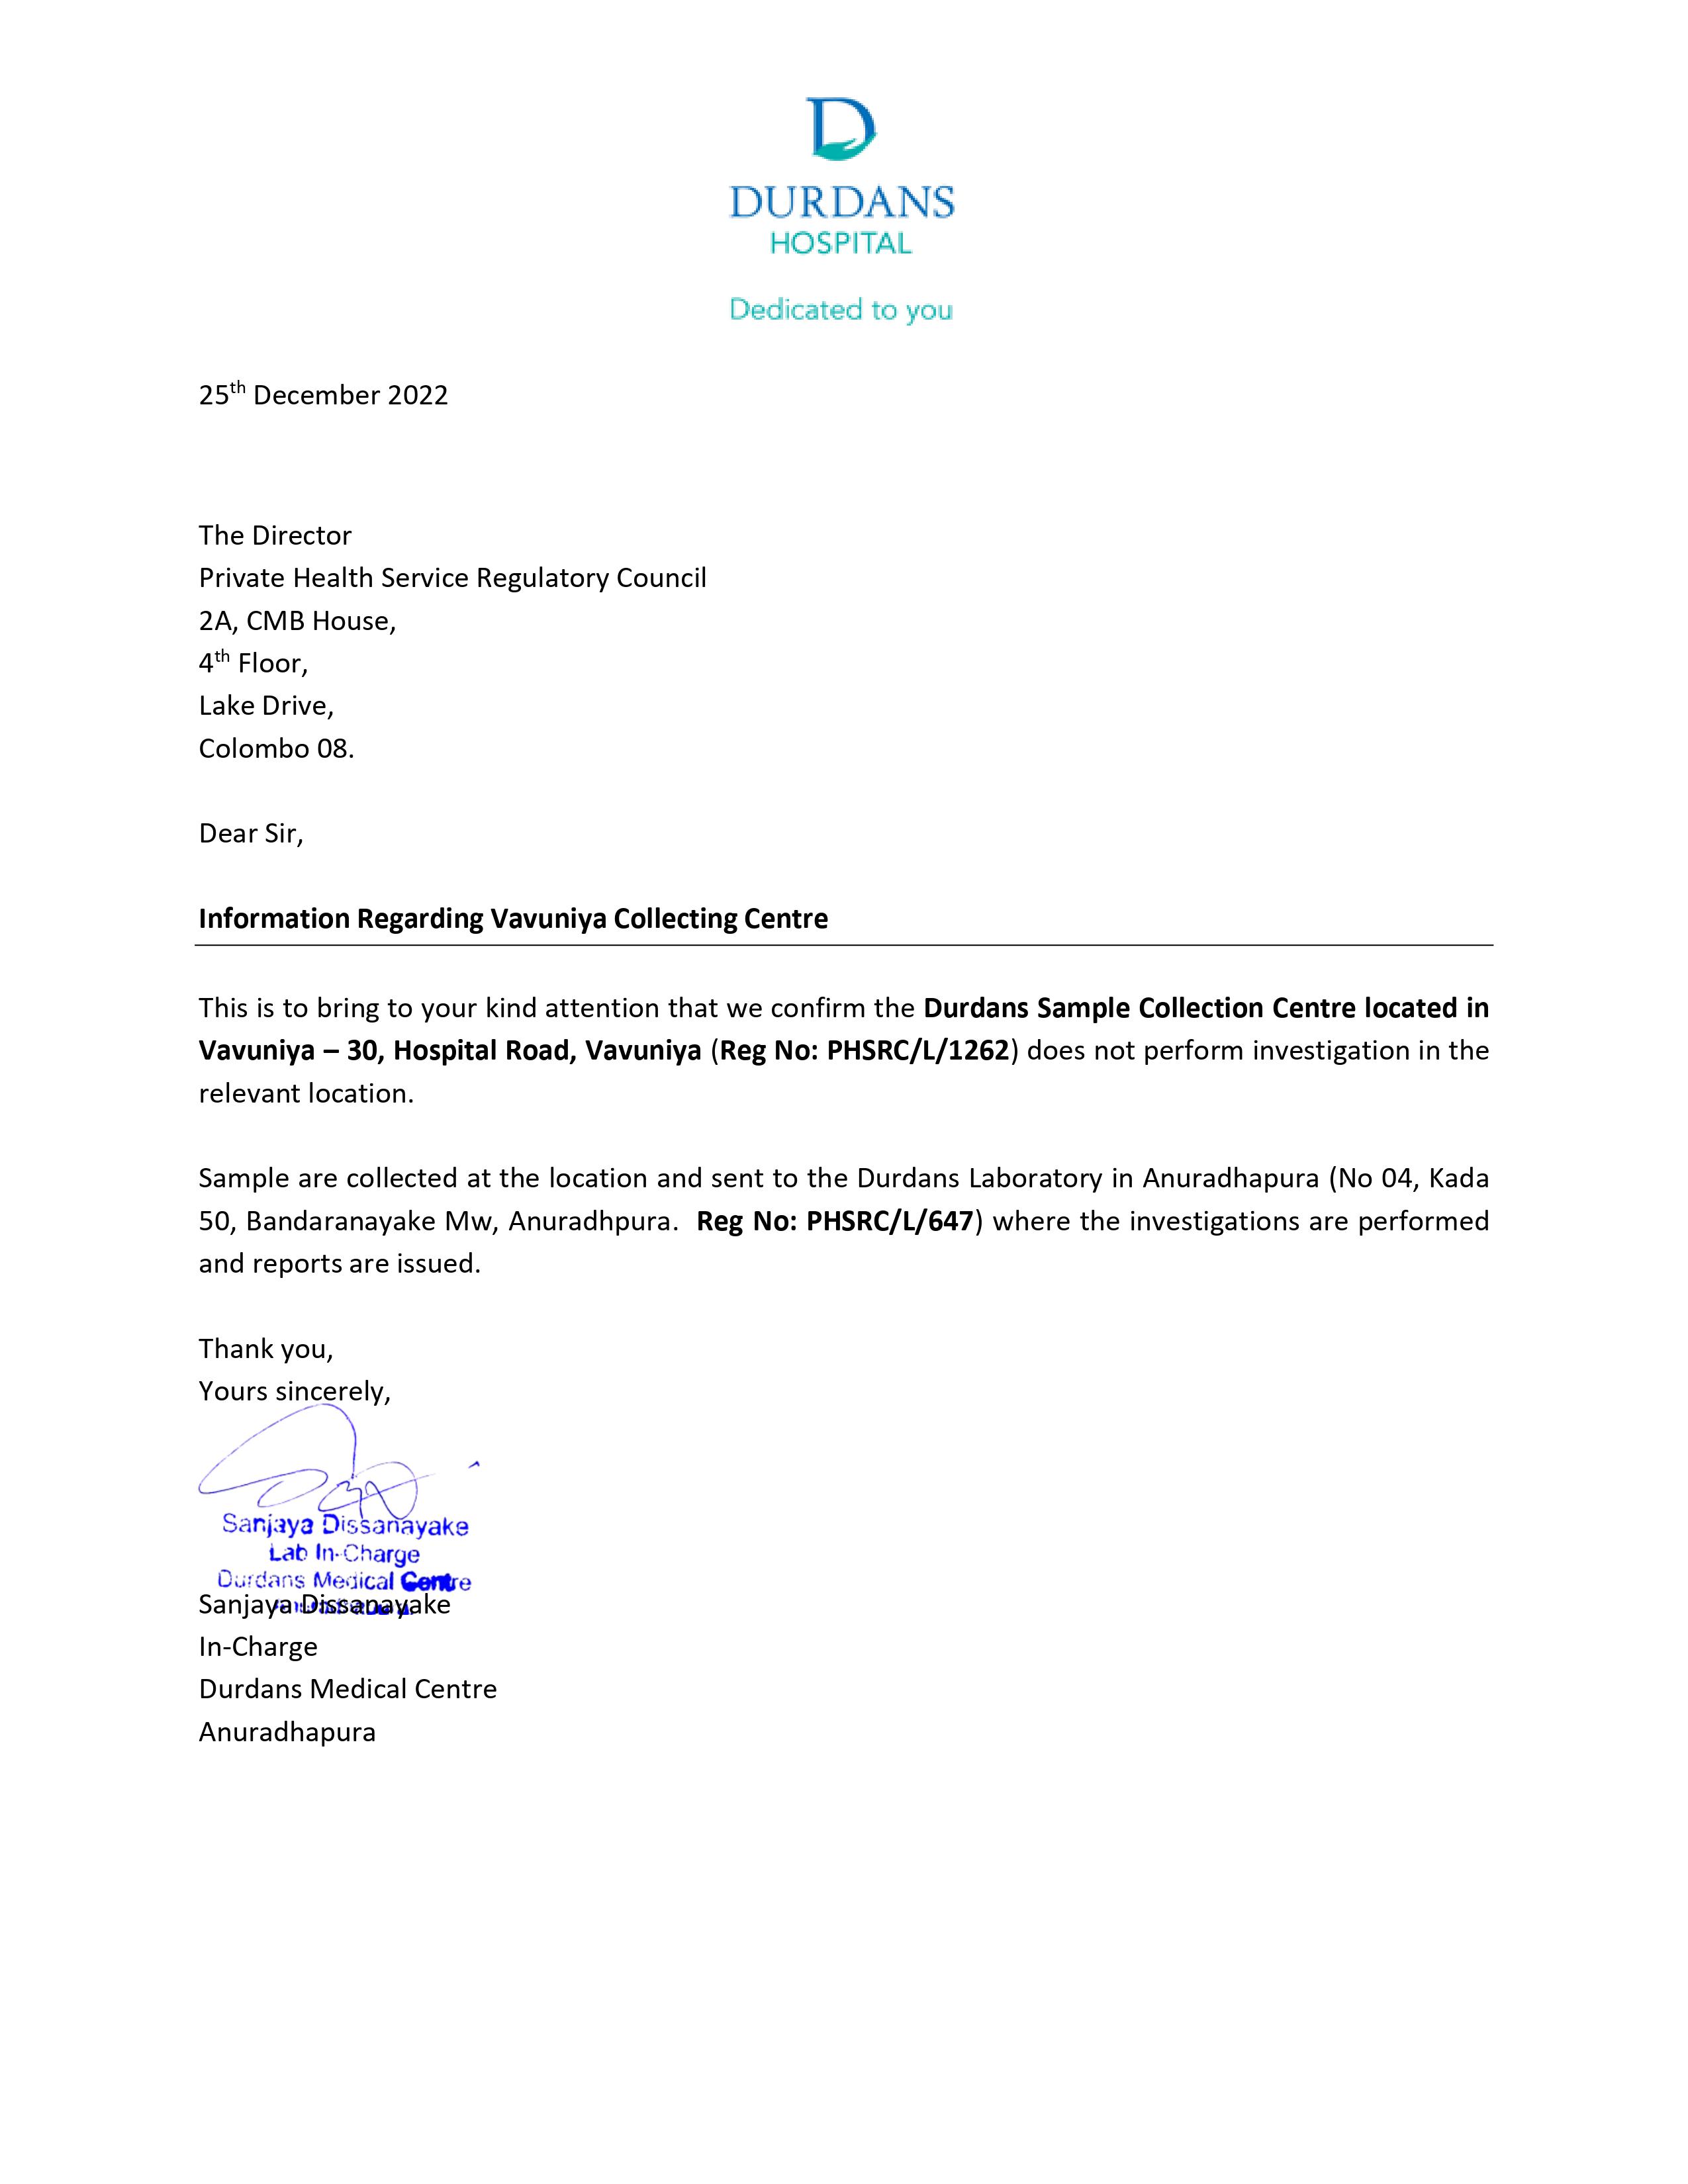 DURDANS
HOSPITAL
Dedicated to you
25th December 2022
The Director
Private Health Service Regulatory Council
2A, CMB House,
4th Floor,
Lake Drive,
Colombo 08.
Dear Sir,
Information Regarding Vavuniya Collecting Centre
This is to bring to your kind attention that we confirm the Durdans Sample Collection Centre located in
Vavuniya – 30, Hospital Road, Vavuniya (Reg No: PHSRC/L/1262) does not perform investigation in the
relevant location.
Sample are collected at the location and sent to the Durdans Laboratory in Anuradhapura (No 04, Kada
50, Bandaranayake Mw, Anuradhpura. Reg No: PHSRC/L/647) where the investigations are performed
and reports are issued.
Thank you,
Yours sincerely,
Sanjaya Dissanayake
Lab In-Charge
Durdans Medical Centre
Sanjaya Dissanayake
In-Charge
Durdans Medical Centre
Anuradhapura